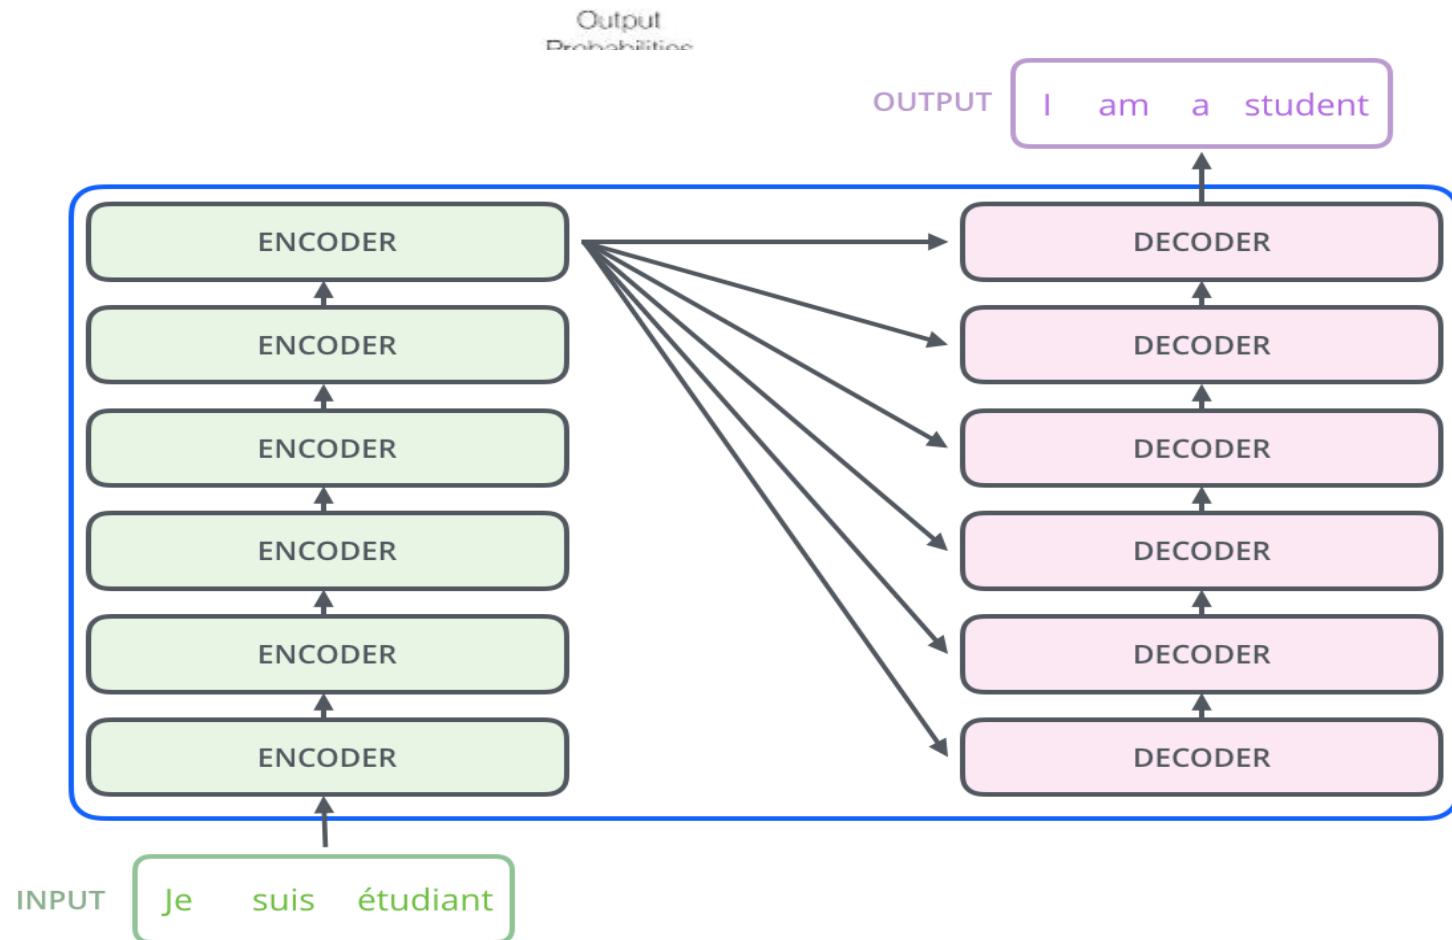 Output
Probabilities
OUTPUT
I am a student
ENCODER
DECODER
ENCODER
DECODER
ENCODER
DECODER
ENCODER
DECODER
ENCODER
DECODER
ENCODER
DECODER
INPUT
Je suis étudiant